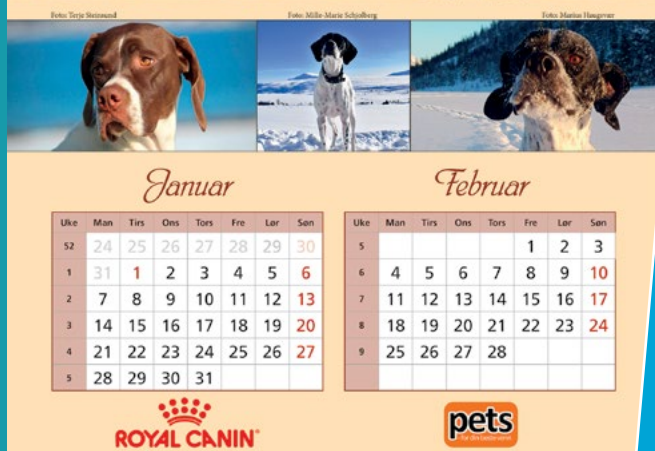 Foto: Terje Steinsund
Foto: Mille-Marie Schjolberg
Foto: Marius Haugsvær
Januar
Uke Man Tirs Ons Tors Fre Lør Søn
52 24 25 26 27 28 29 30
1 31 1 2 3 4 5 6
2 7 8 9 10 11 12 13
3 14 15 16 17 18 19 20
4 21 22 23 24 25 26 27
5 28 29 30 31
Februar
Uke Man Tirs Ons Tors Fre Lør Søn
5 1 2 3
6 4 5 6 7 8 9 10
7 11 12 13 14 15 16 17
8 18 19 20 21 22 23 24
9 25 26 27 28
ROYAL CANIN®
pets
for din beste venn!